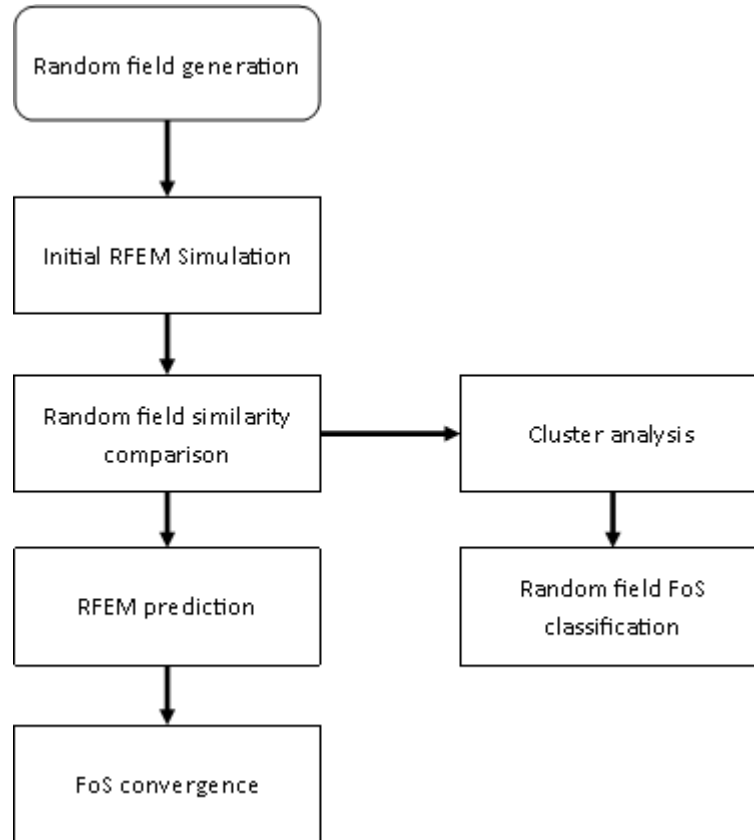 Random field generation
Initial RFEM Simulation
Random field similarity
comparison
Cluster analysis
RFEM prediction
Random field FoS
classification
FoS convergence